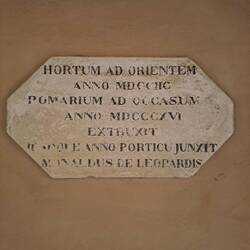 HORTUM AD ORIENTEM
ANNO MDCCIIC
POMARIUM AD OCCASUM
ANNO MDCCCXVI
EXTRUXIT
ANNO PORTICU JUNXIT
MONALDUS DE LEOPARDIS